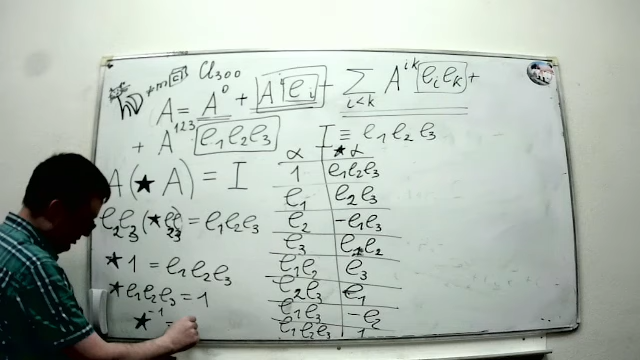 Cl₃₀₀
A = A⁰ + Aⁱeᵢ + ∑ᵢ<ₖ Aⁱᵏ eᵢeₖ +
+ A¹²³ e₁e₂e₃
I ≡ e₁e₂e₃
A(★A) = I
e₂e₃(★e₂e₃) = e₁e₂e₃
★1 = e₁e₂e₃
★e₁e₂e₃ = 1
★⁻¹ =
α ★α
1 e₁e₂e₃
e₁ e₂e₃
e₂ -e₁e₃
e₃ e₁e₂
e₁e₂ e₃
e₂e₃ e₁
e₁e₃ -e₂
e₁e₂e₃ 1